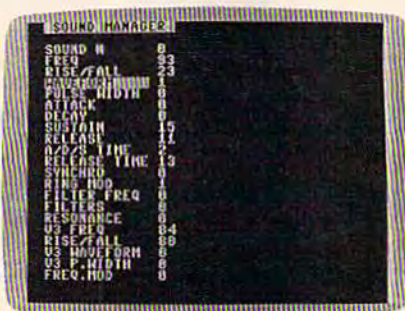 SOUND MANAGER
SOUND N 0
FREQ 93
RISE/FALL 23
WAVEFORM 1
PULSE WIDTH 0
ATTACK 0
DECAY 0
SUSTAIN 15
RELEASE 11
A/D/S TIME 2
RELEASE TIME 13
SYNCHRO 0
RING MOD 1
FILTER FREQ 0
FILTERS 0
RESONANCE 0
V3 FREQ 84
RISE/FALL 80
V3 WAVEFORM 0
V3 P.WIDTH 0
FREQ.MOD 0